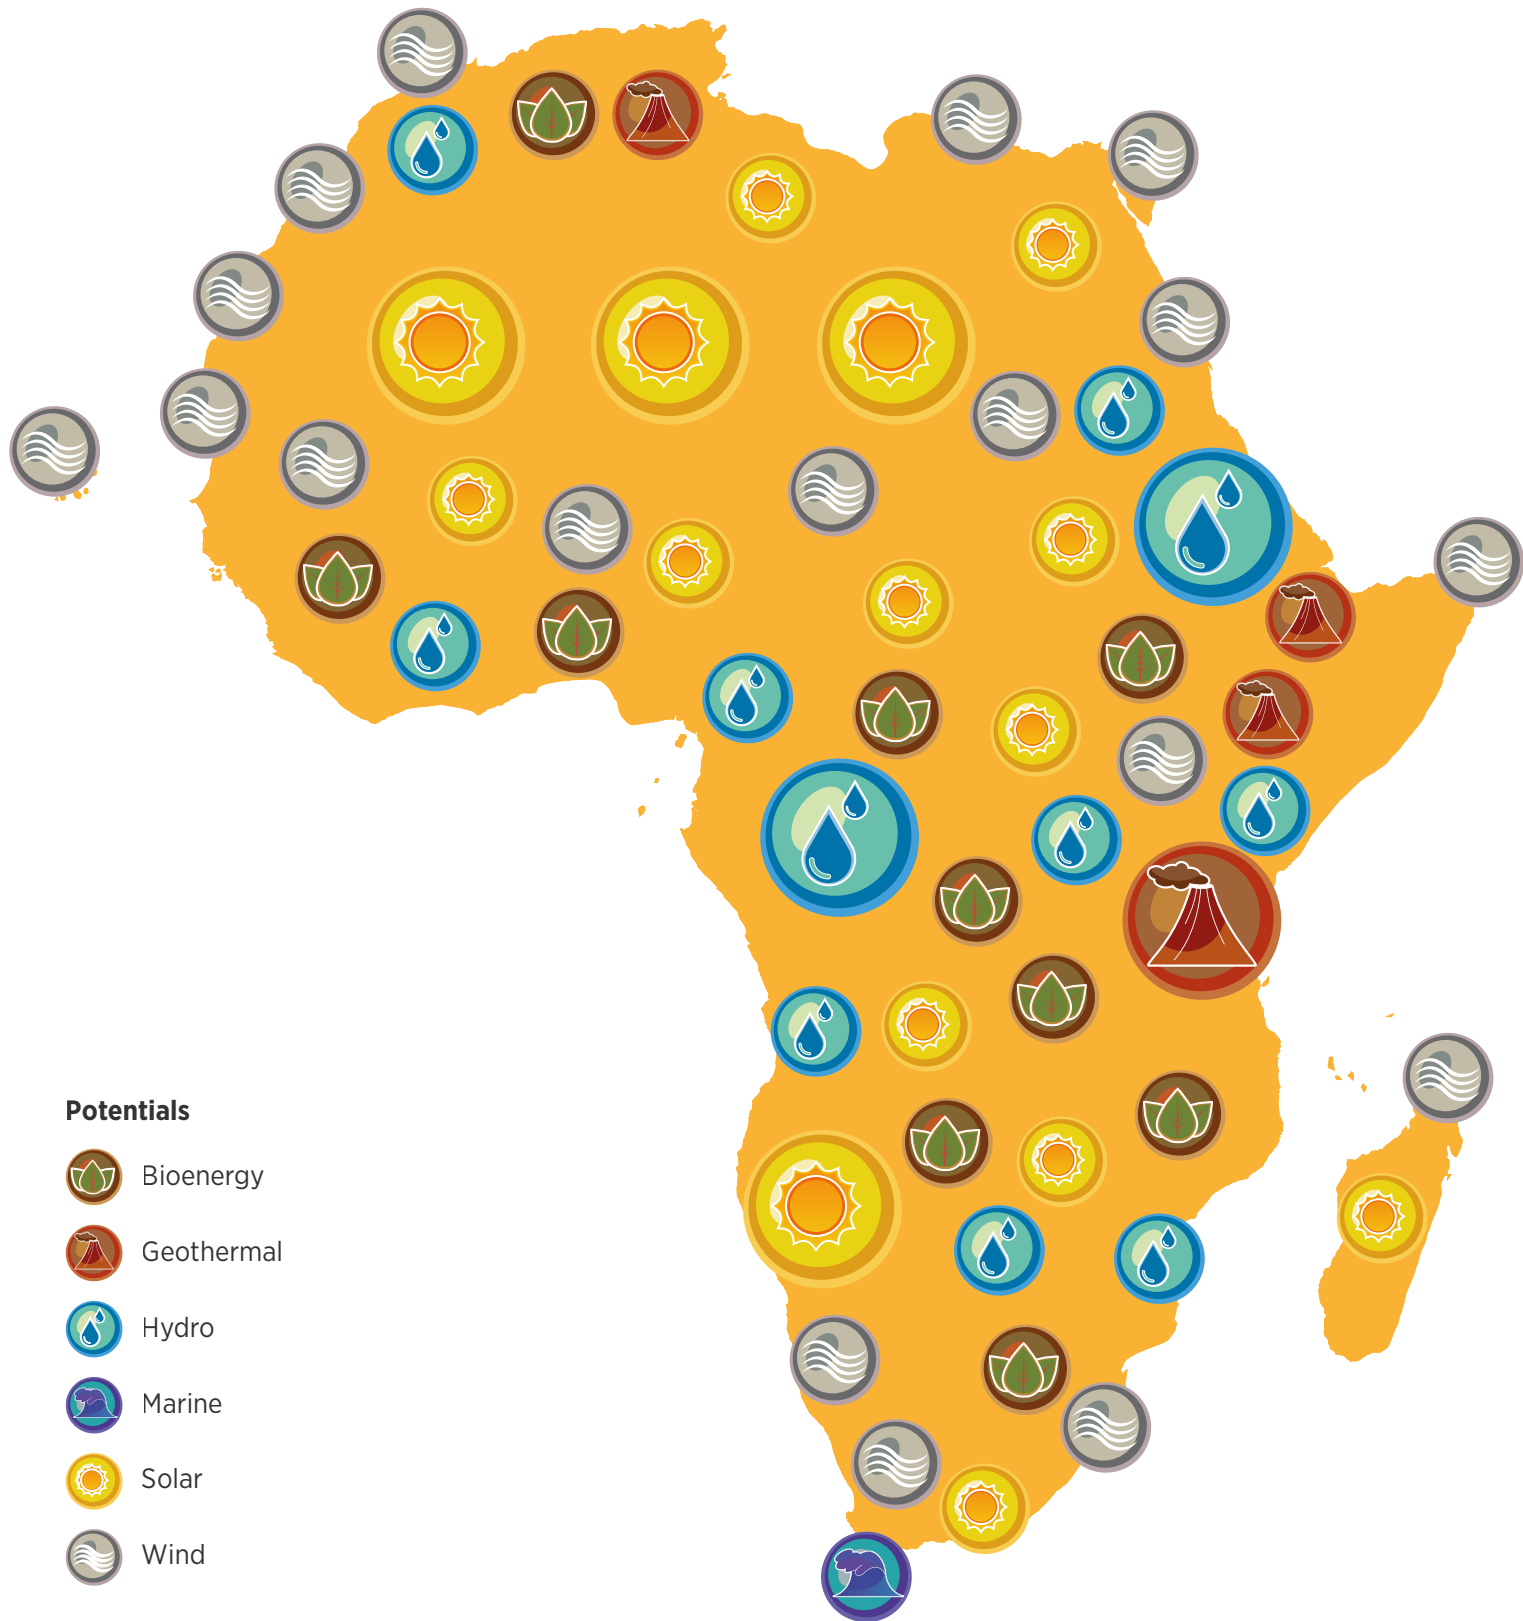 Potentials
Bioenergy
Geothermal
Hydro
Marine
Solar
Wind